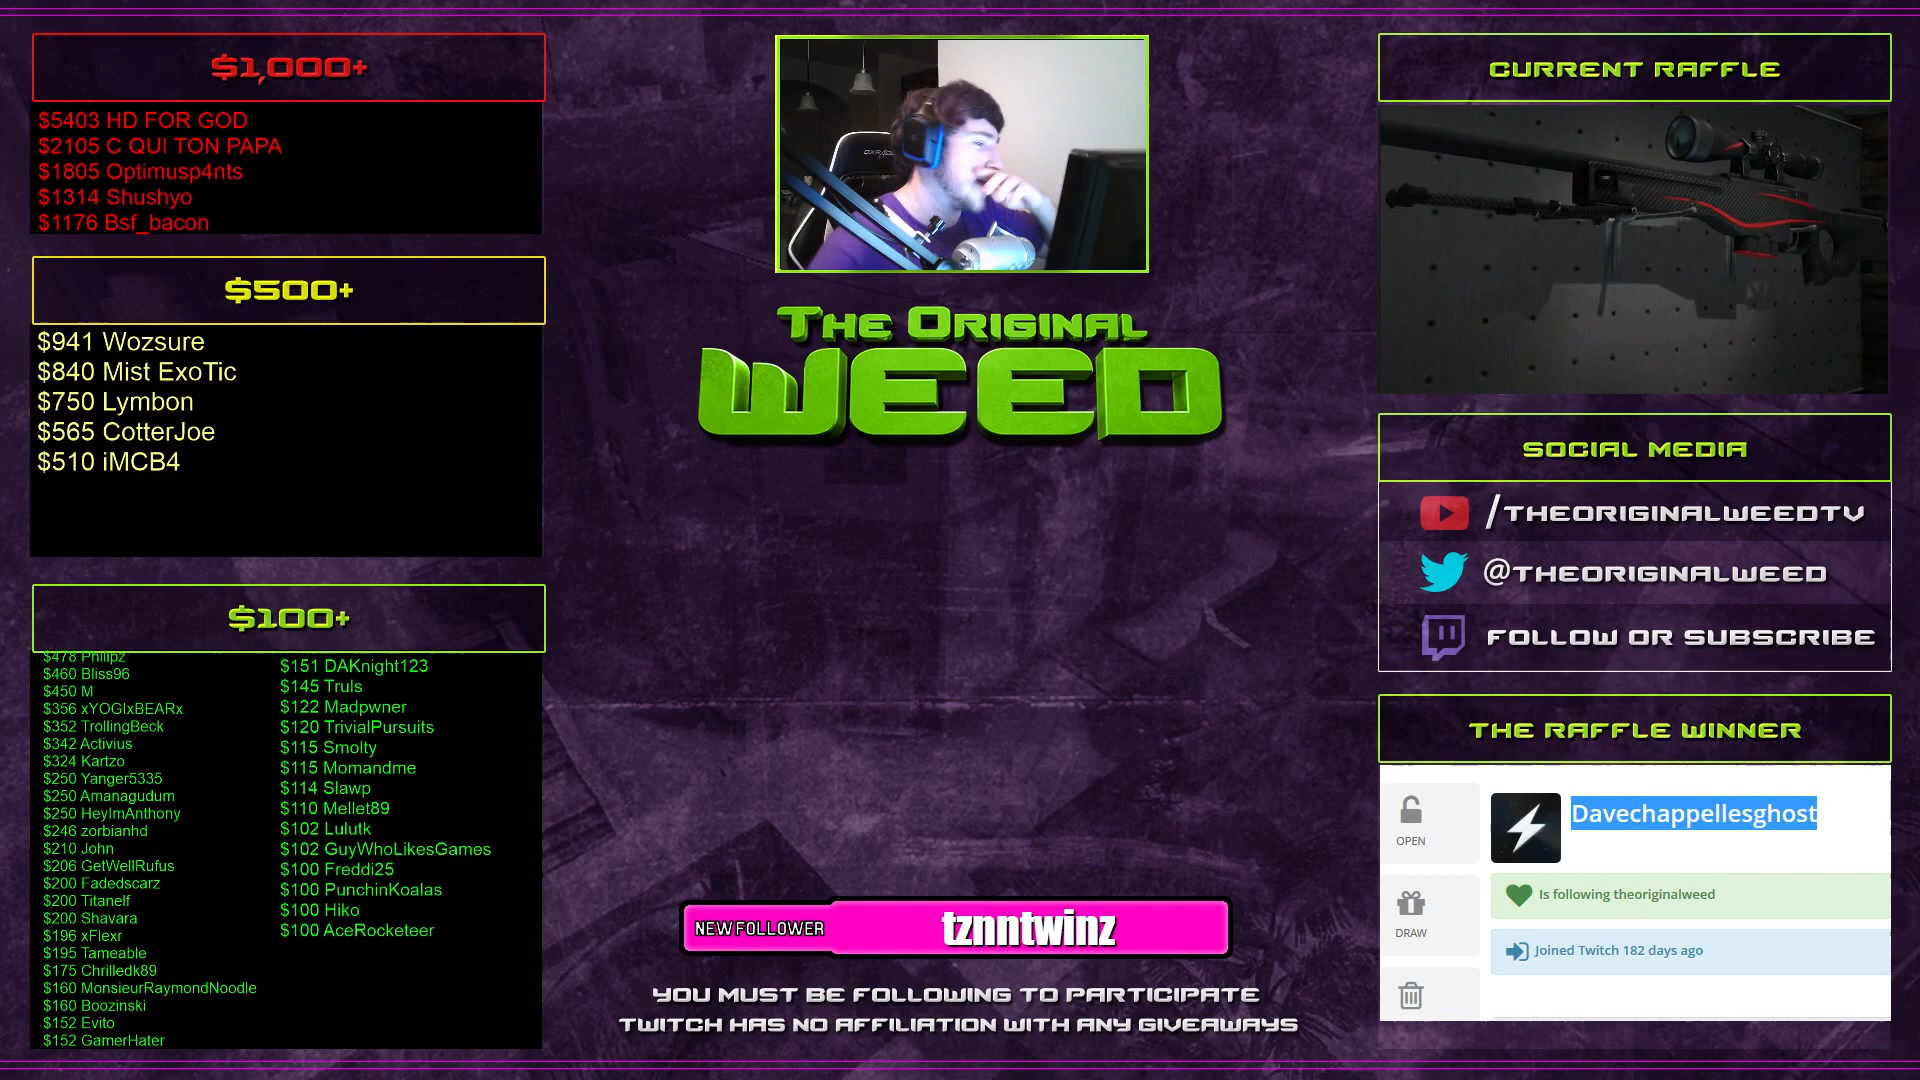 $1,000+
$5403 HD FOR GOD
$2105 C QUI TON PAPA
$1805 Optimusp4nts
$1314 Shushyo
$1176 Bsf_bacon
$500+
$941 Wozsure
$840 Mist ExoTic
$750 Lymbon
$565 CotterJoe
$510 iMCB4
$100+
$478 Philipz
$460 Bliss96
$450 M
$356 xYOGIxBEARx
$352 TrollingBeck
$342 Activius
$324 Kartzo
$250 Yanger5335
$250 Amanagudum
$250 HeyImAnthony
$246 zorbianhd
$210 John
$206 GetWellRufus
$200 Fadedscarz
$200 Titanelf
$200 Shavara
$196 xFlexr
$195 Tameable
$175 Chrilledk89
$160 MonsieurRaymondNoodle
$160 Boozinski
$152 Evito
$152 GamerHater
$151 DAKnight123
$145 Truls
$122 Madpwner
$120 TrivialPursuits
$115 Smolty
$115 Momandme
$114 Slawp
$110 Mellet89
$102 Lulutk
$102 GuyWhoLikesGames
$100 Freddi25
$100 PunchinKoalas
$100 Hiko
$100 AceRocketeer
THE ORIGINAL
WEED
NEW FOLLOWER
tznntwinz
YOU MUST BE FOLLOWING TO PARTICIPATE
TWITCH HAS NO AFFILIATION WITH ANY GIVEAWAYS
CURRENT RAFFLE
SOCIAL MEDIA
/THEORIGINALWEEDTV
@THEORIGINALWEED
FOLLOW OR SUBSCRIBE
THE RAFFLE WINNER
OPEN
Davechappellesghost
Is following theoriginalweed
DRAW
Joined Twitch 182 days ago